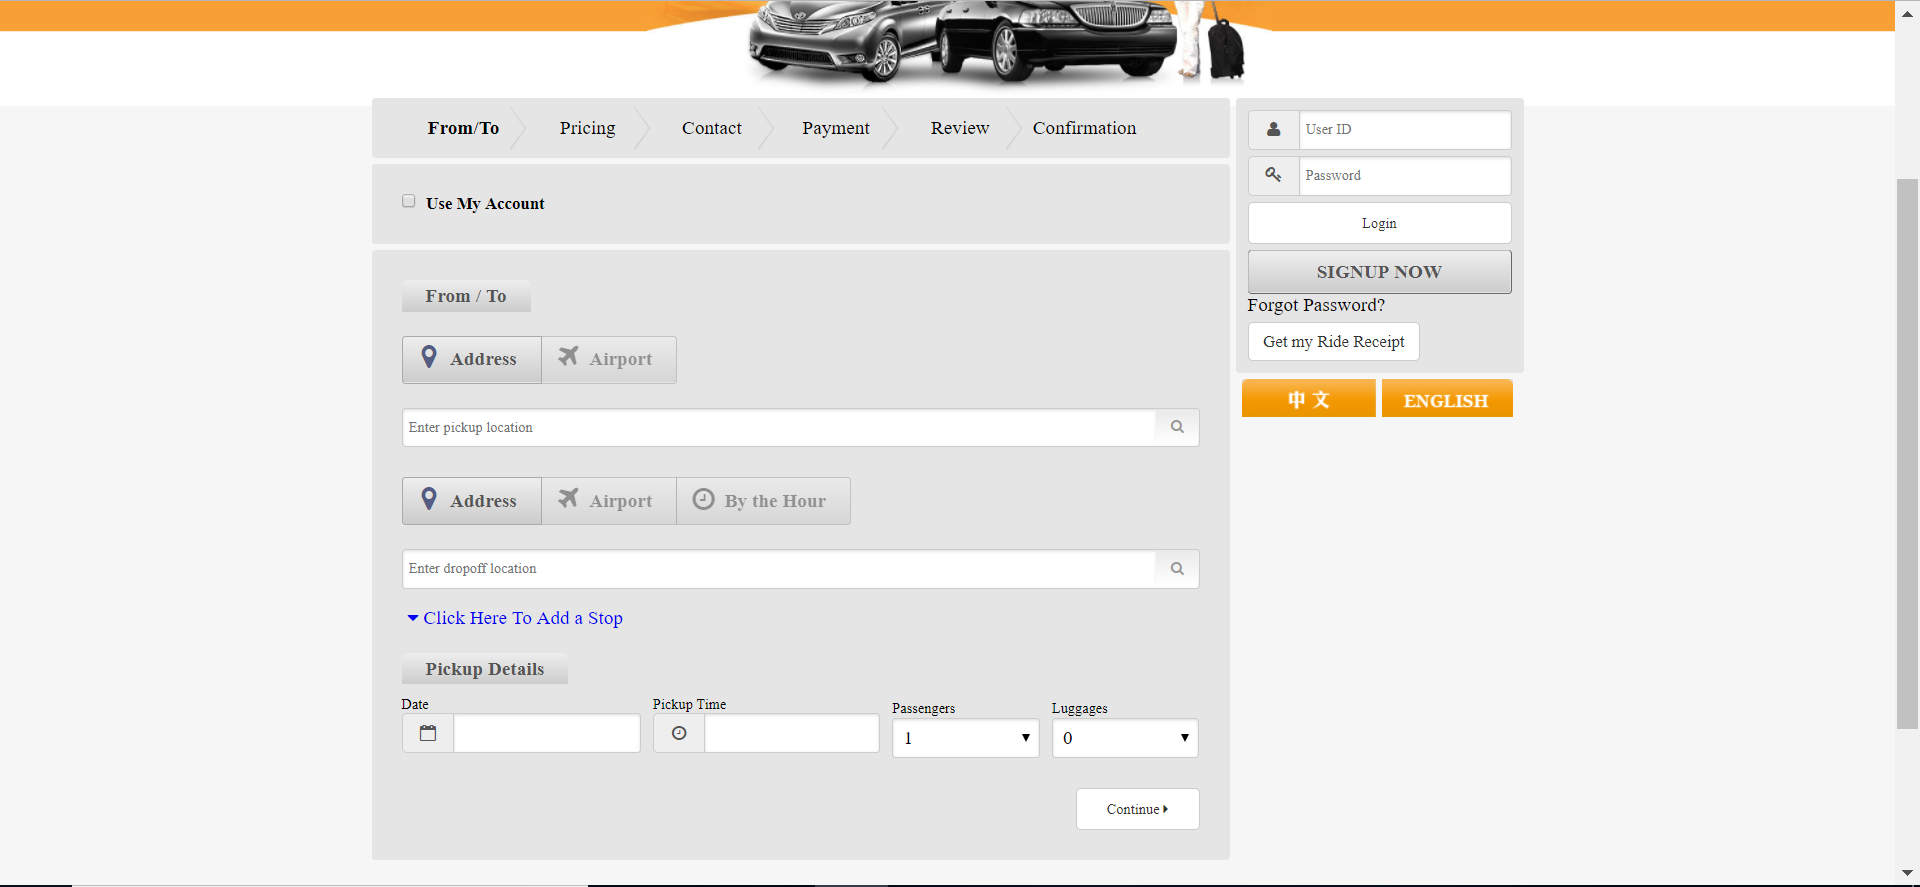 From/To Pricing Contact Payment Review Confirmation
Use My Account
From / To
Address Airport
Enter pickup location
Address Airport By the Hour
Enter dropoff location
Click Here To Add a Stop
Pickup Details
Date Pickup Time Passengers Luggages
1 0
Continue
User ID
Password
Login
SIGNUP NOW
Forgot Password?
Get my Ride Receipt
中文 ENGLISH